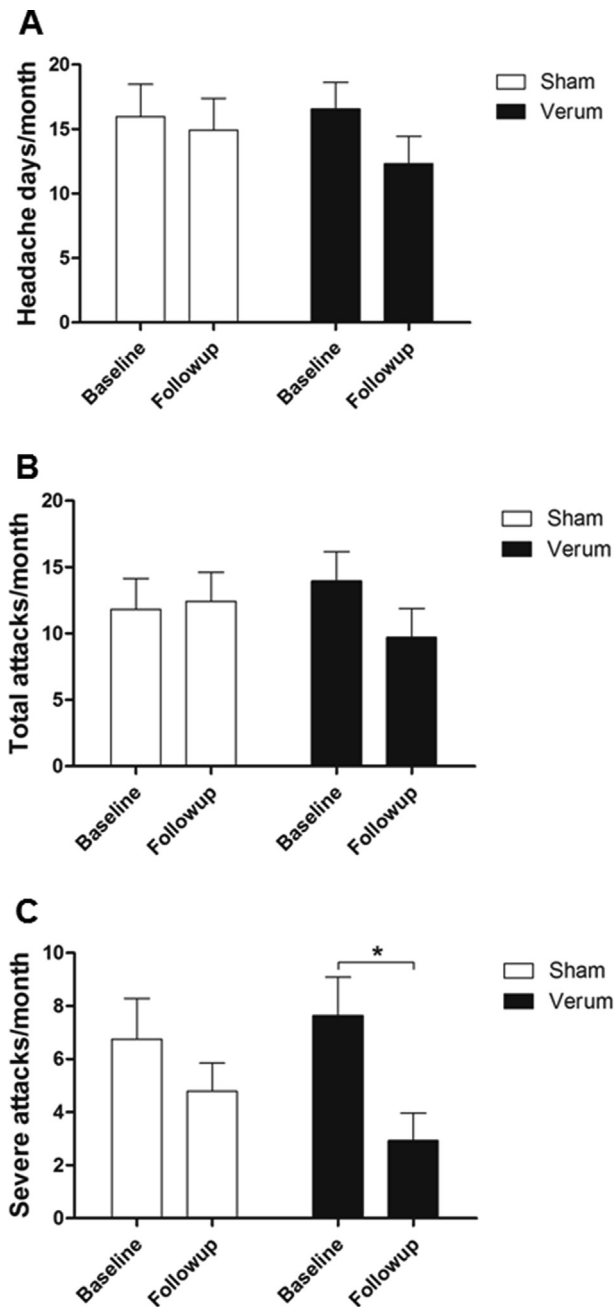 A
Headache days/month
20
15
10
5
0
Baseline
Followup
Baseline
Followup
Sham
Verum
B
Total attacks/month
20
15
10
5
0
Baseline
Followup
Baseline
Followup
Sham
Verum
C
Severe attacks/month
10
8
6
4
2
0
*
Baseline
Followup
Baseline
Followup
Sham
Verum